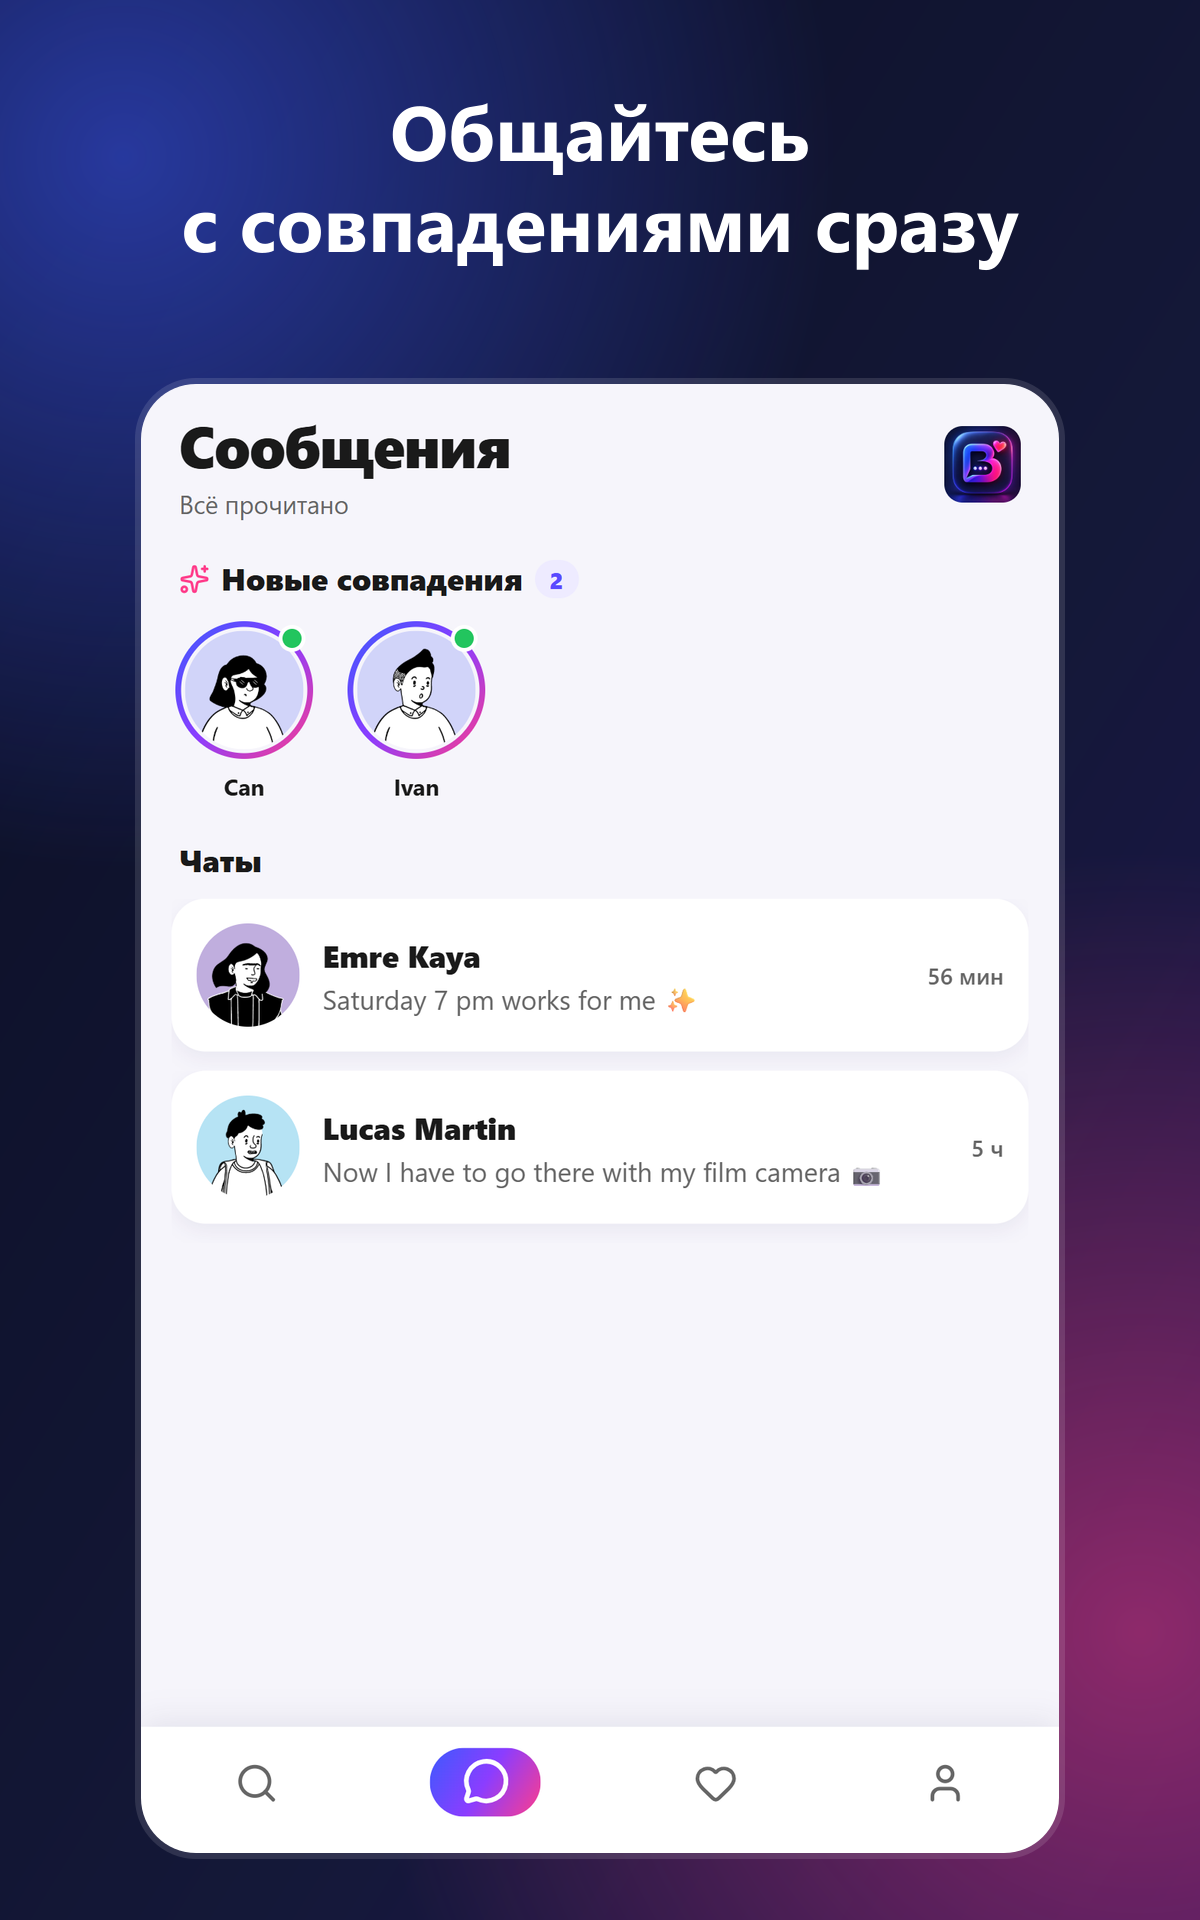 Общайтесь
с совпадениями сразу
Сообщения
Всё прочитано
Новые совпадения 2
Can
Ivan
Чаты
Emre Kaya
Saturday 7 pm works for me ✨
56 мин
Lucas Martin
Now I have to go there with my film camera 📷
5 ч